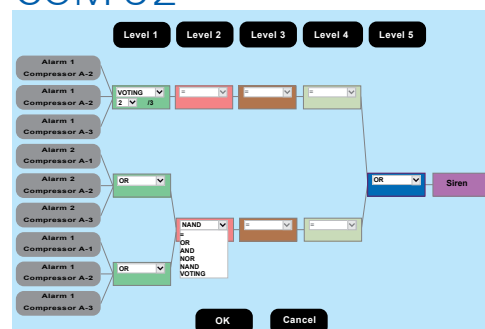 Level 1
Level 2
Level 3
Level 4
Level 5
Alarm 1
Compressor A-2
Alarm 1
Compressor A-2
Alarm 1
Compressor A-3
VOTING
2 /3
=
=
=
Alarm 2
Compressor A-1
Alarm 2
Compressor A-2
Alarm 2
Compressor A-3
OR
OR
Siren
Alarm 1
Compressor A-1
Alarm 1
Compressor A-2
Alarm 1
Compressor A-3
OR
NAND
=
OR
AND
NOR
NAND
VOTING
=
=
OK
Cancel